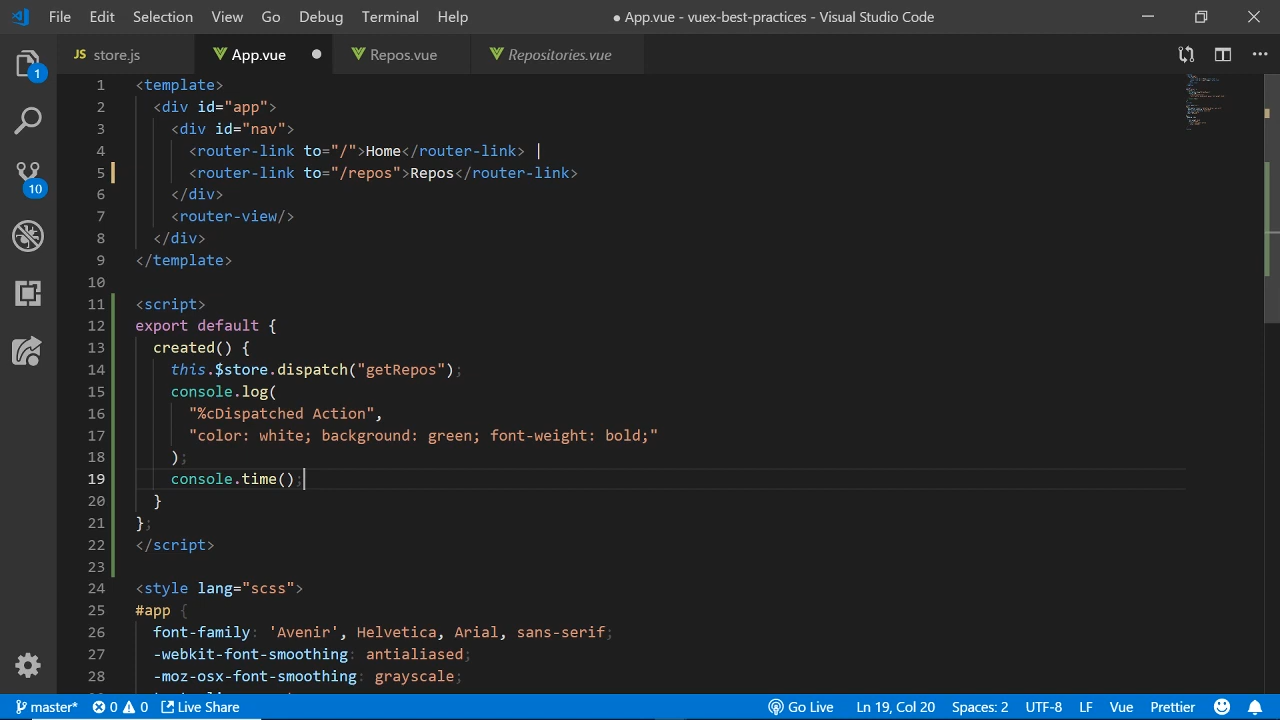 File Edit Selection View Go Debug Terminal Help ● App.vue - vuex-best-practices - Visual Studio Code
JS store.js App.vue ● Repos.vue Repositories.vue
1 <template>
2 <div id="app">
3 <div id="nav">
4 <router-link to="/">Home</router-link> |
5 <router-link to="/repos">Repos</router-link>
6 </div>
7 <router-view/>
8 </div>
9 </template>
10
11 <script>
12 export default {
13 created() {
14 this.$store.dispatch("getRepos");
15 console.log(
16 "%cDispatched Action",
17 "color: white; background: green; font-weight: bold;"
18 );
19 console.time();
20 }
21 };
22 </script>
23
24 <style lang="scss">
25 #app {
26 font-family: 'Avenir', Helvetica, Arial, sans-serif;
27 -webkit-font-smoothing: antialiased;
28 -moz-osx-font-smoothing: grayscale;
1
10
master* 0 0 Live Share Go Live Ln 19, Col 20 Spaces: 2 UTF-8 LF Vue Prettier